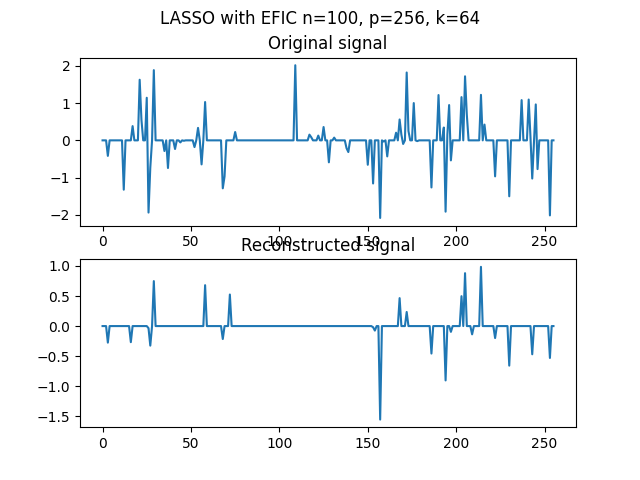 LASSO with EFIC n=100, p=256, k=64
Original signal
2
1
0
−1
−2
0 50 100 150 200 250
Reconstructed signal
1.0
0.5
0.0
−0.5
−1.0
−1.5
0 50 100 150 200 250